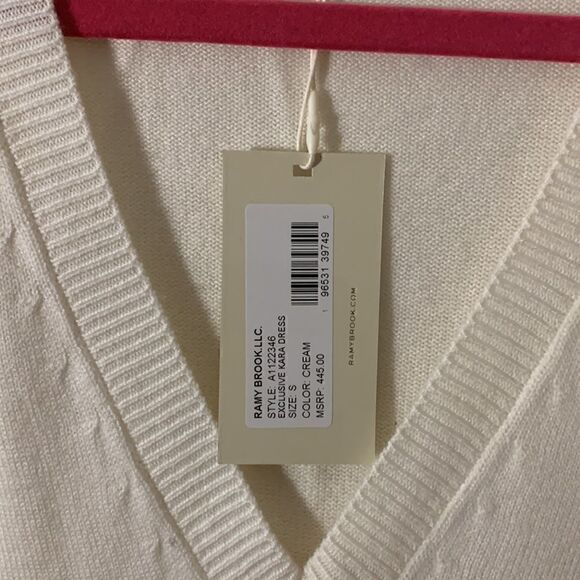 RAMY BROOK.LLC.
STYLE: A1122346
EXCLUSIVE KARA DRESS
SIZE: S
COLOR: CREAM
MSRP: 445.00
1 96531 39749 5
RAMYBROOK.COM